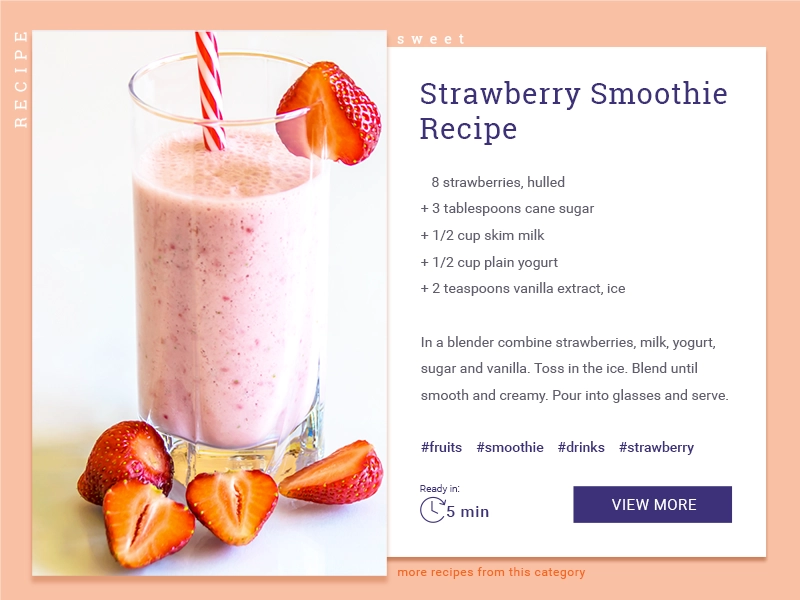 RECIPE
sweet
Strawberry Smoothie
Recipe
8 strawberries, hulled
+ 3 tablespoons cane sugar
+ 1/2 cup skim milk
+ 1/2 cup plain yogurt
+ 2 teaspoons vanilla extract, ice
In a blender combine strawberries, milk, yogurt,
sugar and vanilla. Toss in the ice. Blend until
smooth and creamy. Pour into glasses and serve.
#fruits #smoothie #drinks #strawberry
Ready in:
5 min
VIEW MORE
more recipes from this category